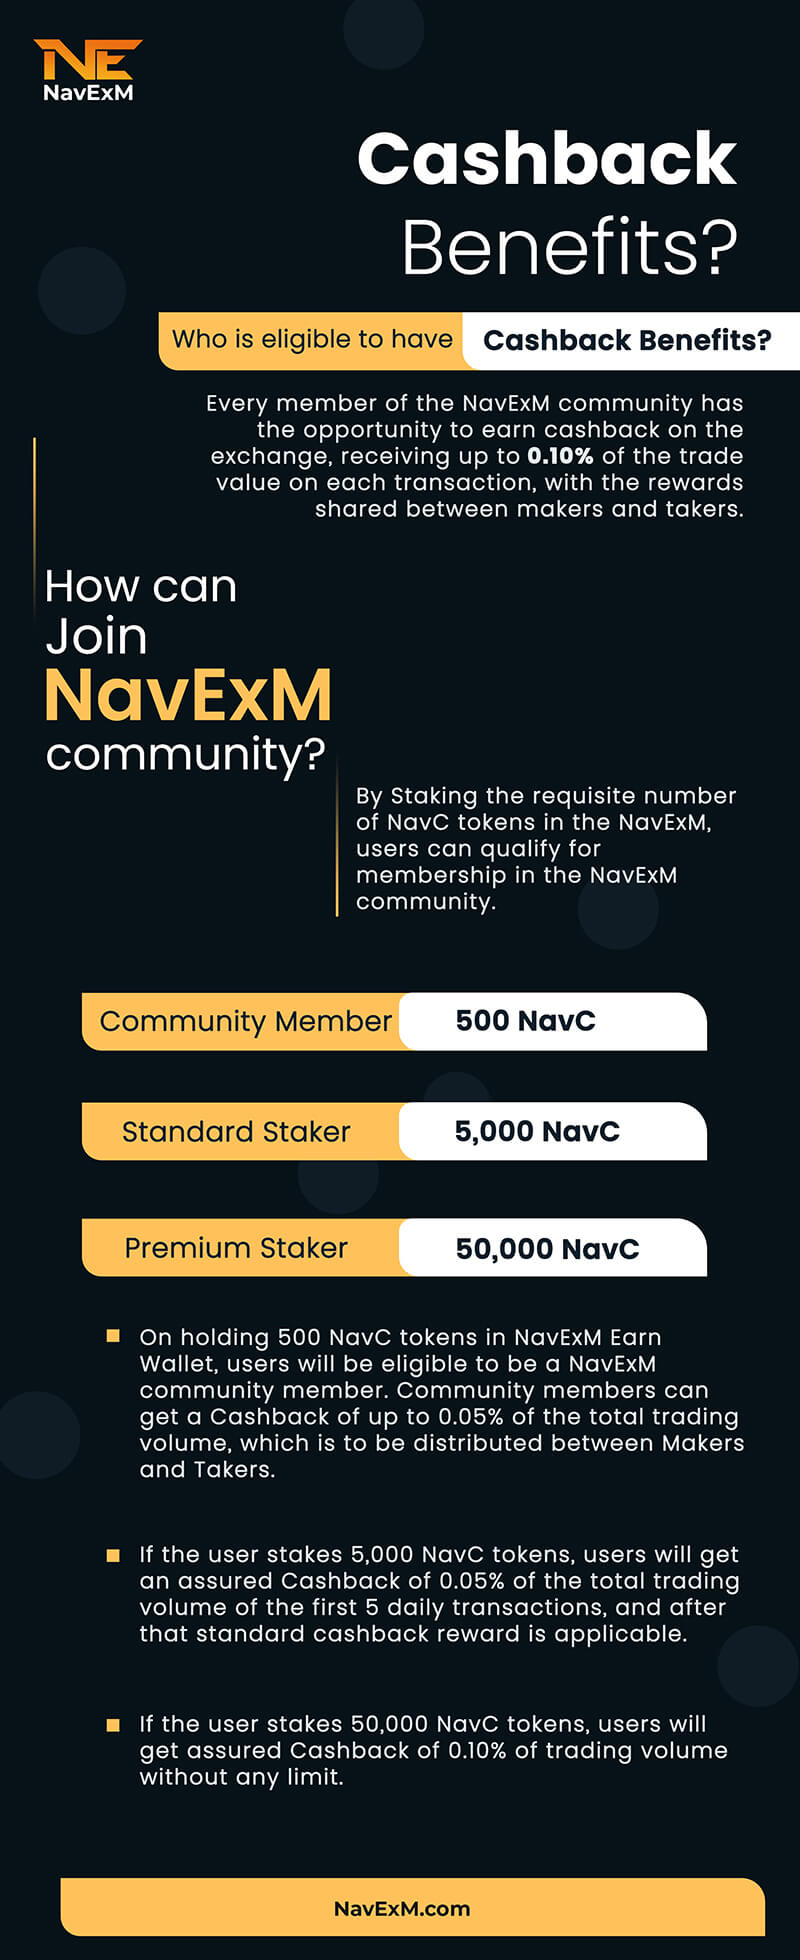 NE
NavExM
Cashback
Benefits?
Who is eligible to have Cashback Benefits?
Every member of the NavExM community has
the opportunity to earn cashback on the
exchange, receiving up to 0.10% of the trade
value on each transaction, with the rewards
shared between makers and takers.
How can
Join
NavExM
community?
By Staking the requisite number
of NavC tokens in the NavExM,
users can qualify for
membership in the NavExM
community.
Community Member 500 NavC
Standard Staker 5,000 NavC
Premium Staker 50,000 NavC
On holding 500 NavC tokens in NavExM Earn
Wallet, users will be eligible to be a NavExM
community member. Community members can
get a Cashback of up to 0.05% of the total trading
volume, which is to be distributed between Makers
and Takers.
If the user stakes 5,000 NavC tokens, users will get
an assured Cashback of 0.05% of the total trading
volume of the first 5 daily transactions, and after
that standard cashback reward is applicable.
If the user stakes 50,000 NavC tokens, users will
get assured Cashback of 0.10% of trading volume
without any limit.
NavExM.com